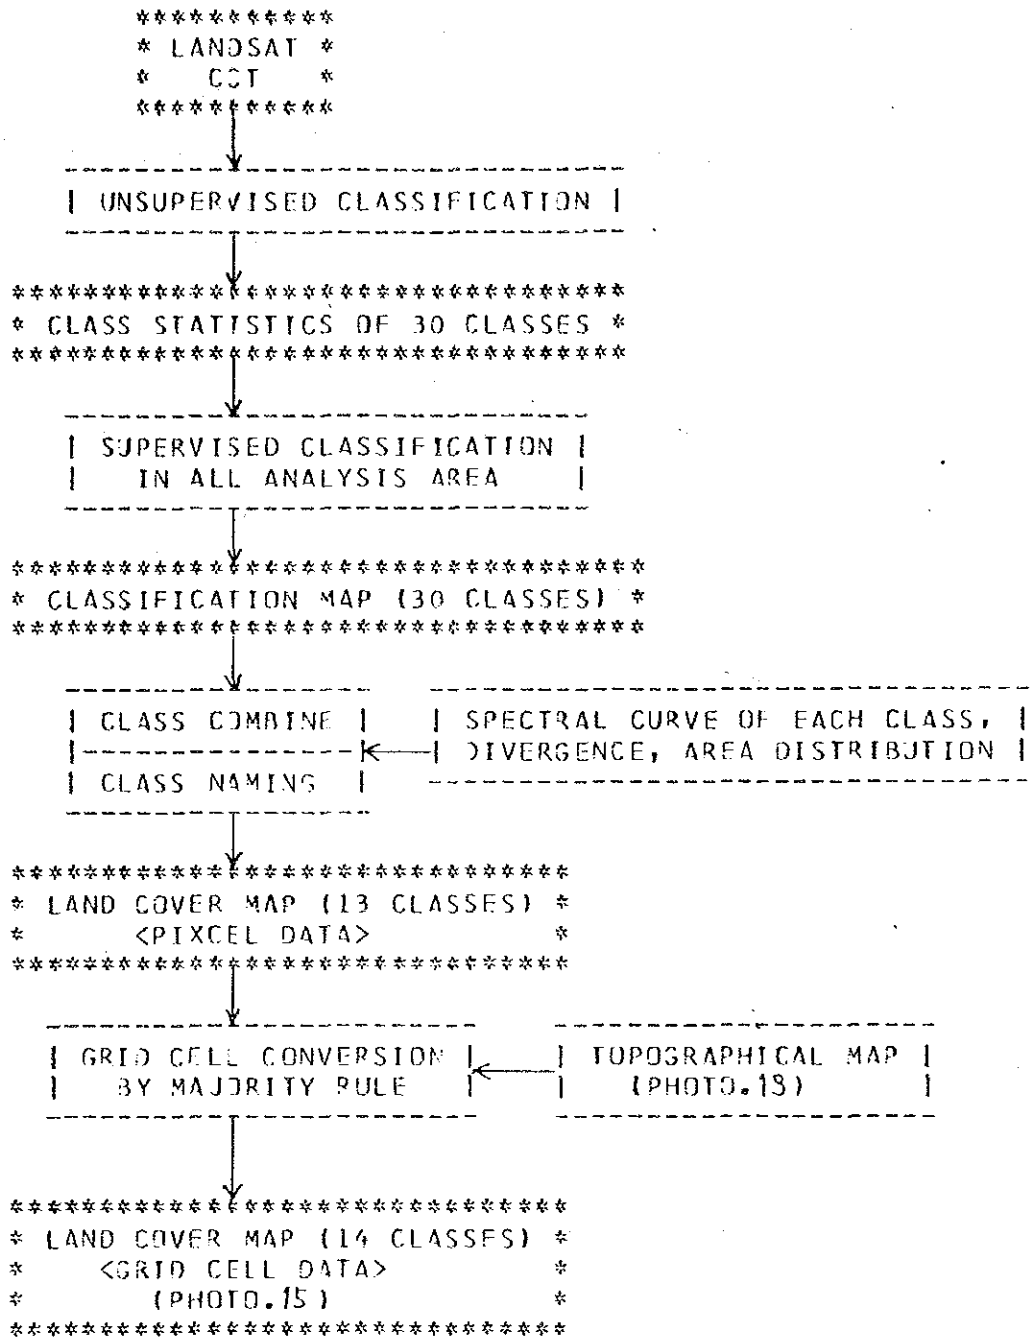 LANDSAT
CCT
UNSUPERVISED CLASSIFICATION
CLASS STATISTICS OF 30 CLASSES
SUPERVISED CLASSIFICATION
IN ALL ANALYSIS AREA
CLASSIFICATION MAP (30 CLASSES)
CLASS COMBINE
CLASS NAMING
SPECTRAL CURVE OF EACH CLASS,
DIVERGENCE, AREA DISTRIBUTION
LAND COVER MAP (13 CLASSES)
<PIXCEL DATA>
GRID CELL CONVERSION
BY MAJORITY RULE
TOPOGRAPHICAL MAP
(PHOTO.13)
LAND COVER MAP (14 CLASSES)
<GRID CELL DATA>
(PHOTO.15)